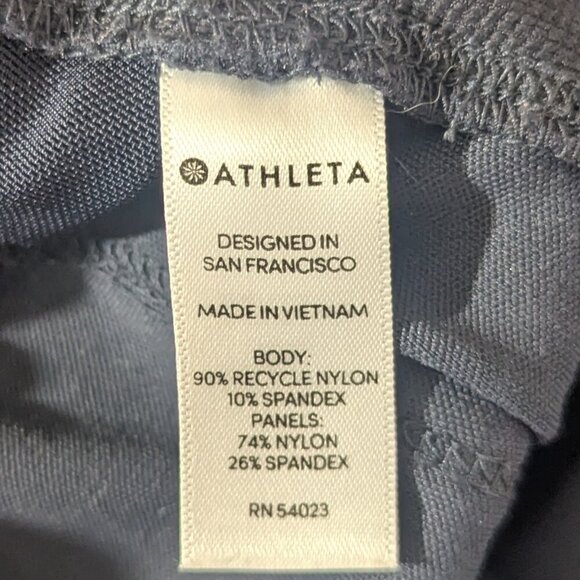 ATHLETA
DESIGNED IN
SAN FRANCISCO
MADE IN VIETNAM
BODY:
90% RECYCLE NYLON
10% SPANDEX
PANELS:
74% NYLON
26% SPANDEX
RN 54023